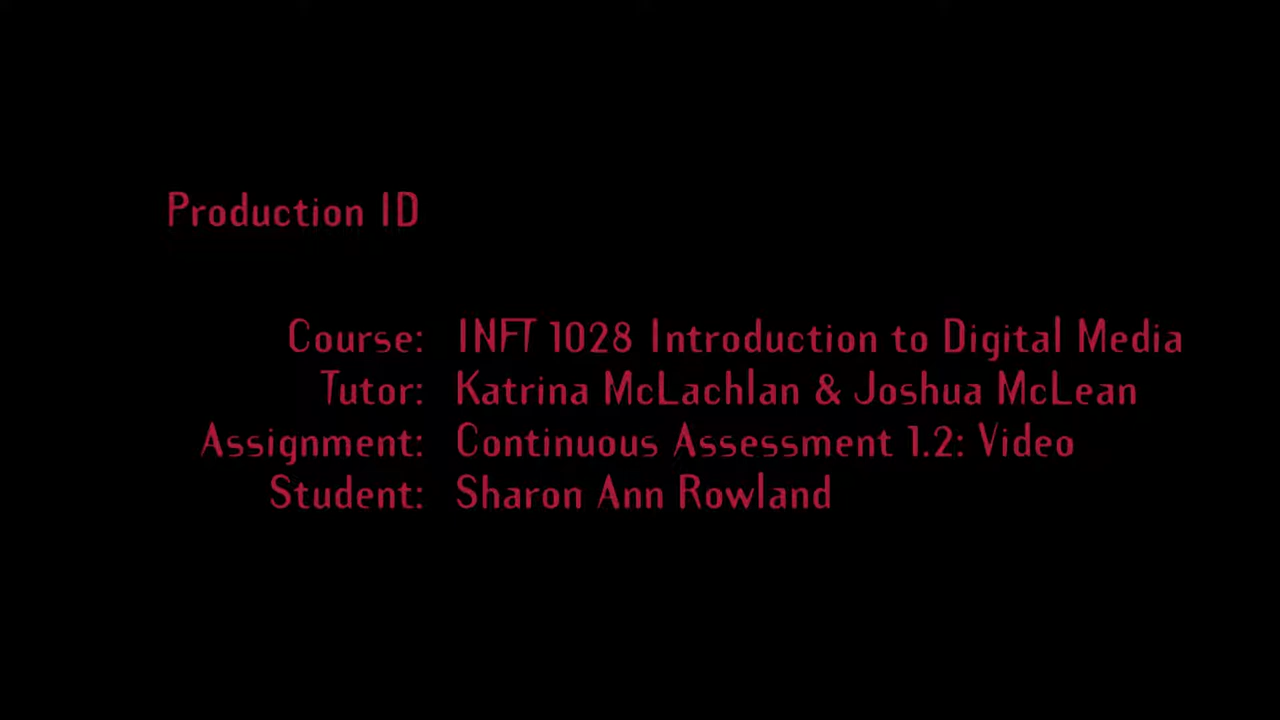 Production ID
Course: INFT 1028 Introduction to Digital Media
Tutor: Katrina McLachlan & Joshua McLean
Assignment: Continuous Assessment 1.2: Video
Student: Sharon Ann Rowland